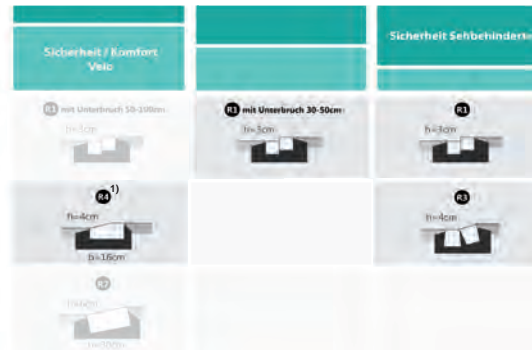 Sicherheit / Komfort
Velo
Sicherheit Sehbehinderte
R1 mit Unterbruch 50-100cm
h=3cm
R1 mit Unterbruch 30-50cm
h=3cm
R1
h=3cm
R4 1)
h=4cm
b=16cm
R3
h=4cm
h=6cm